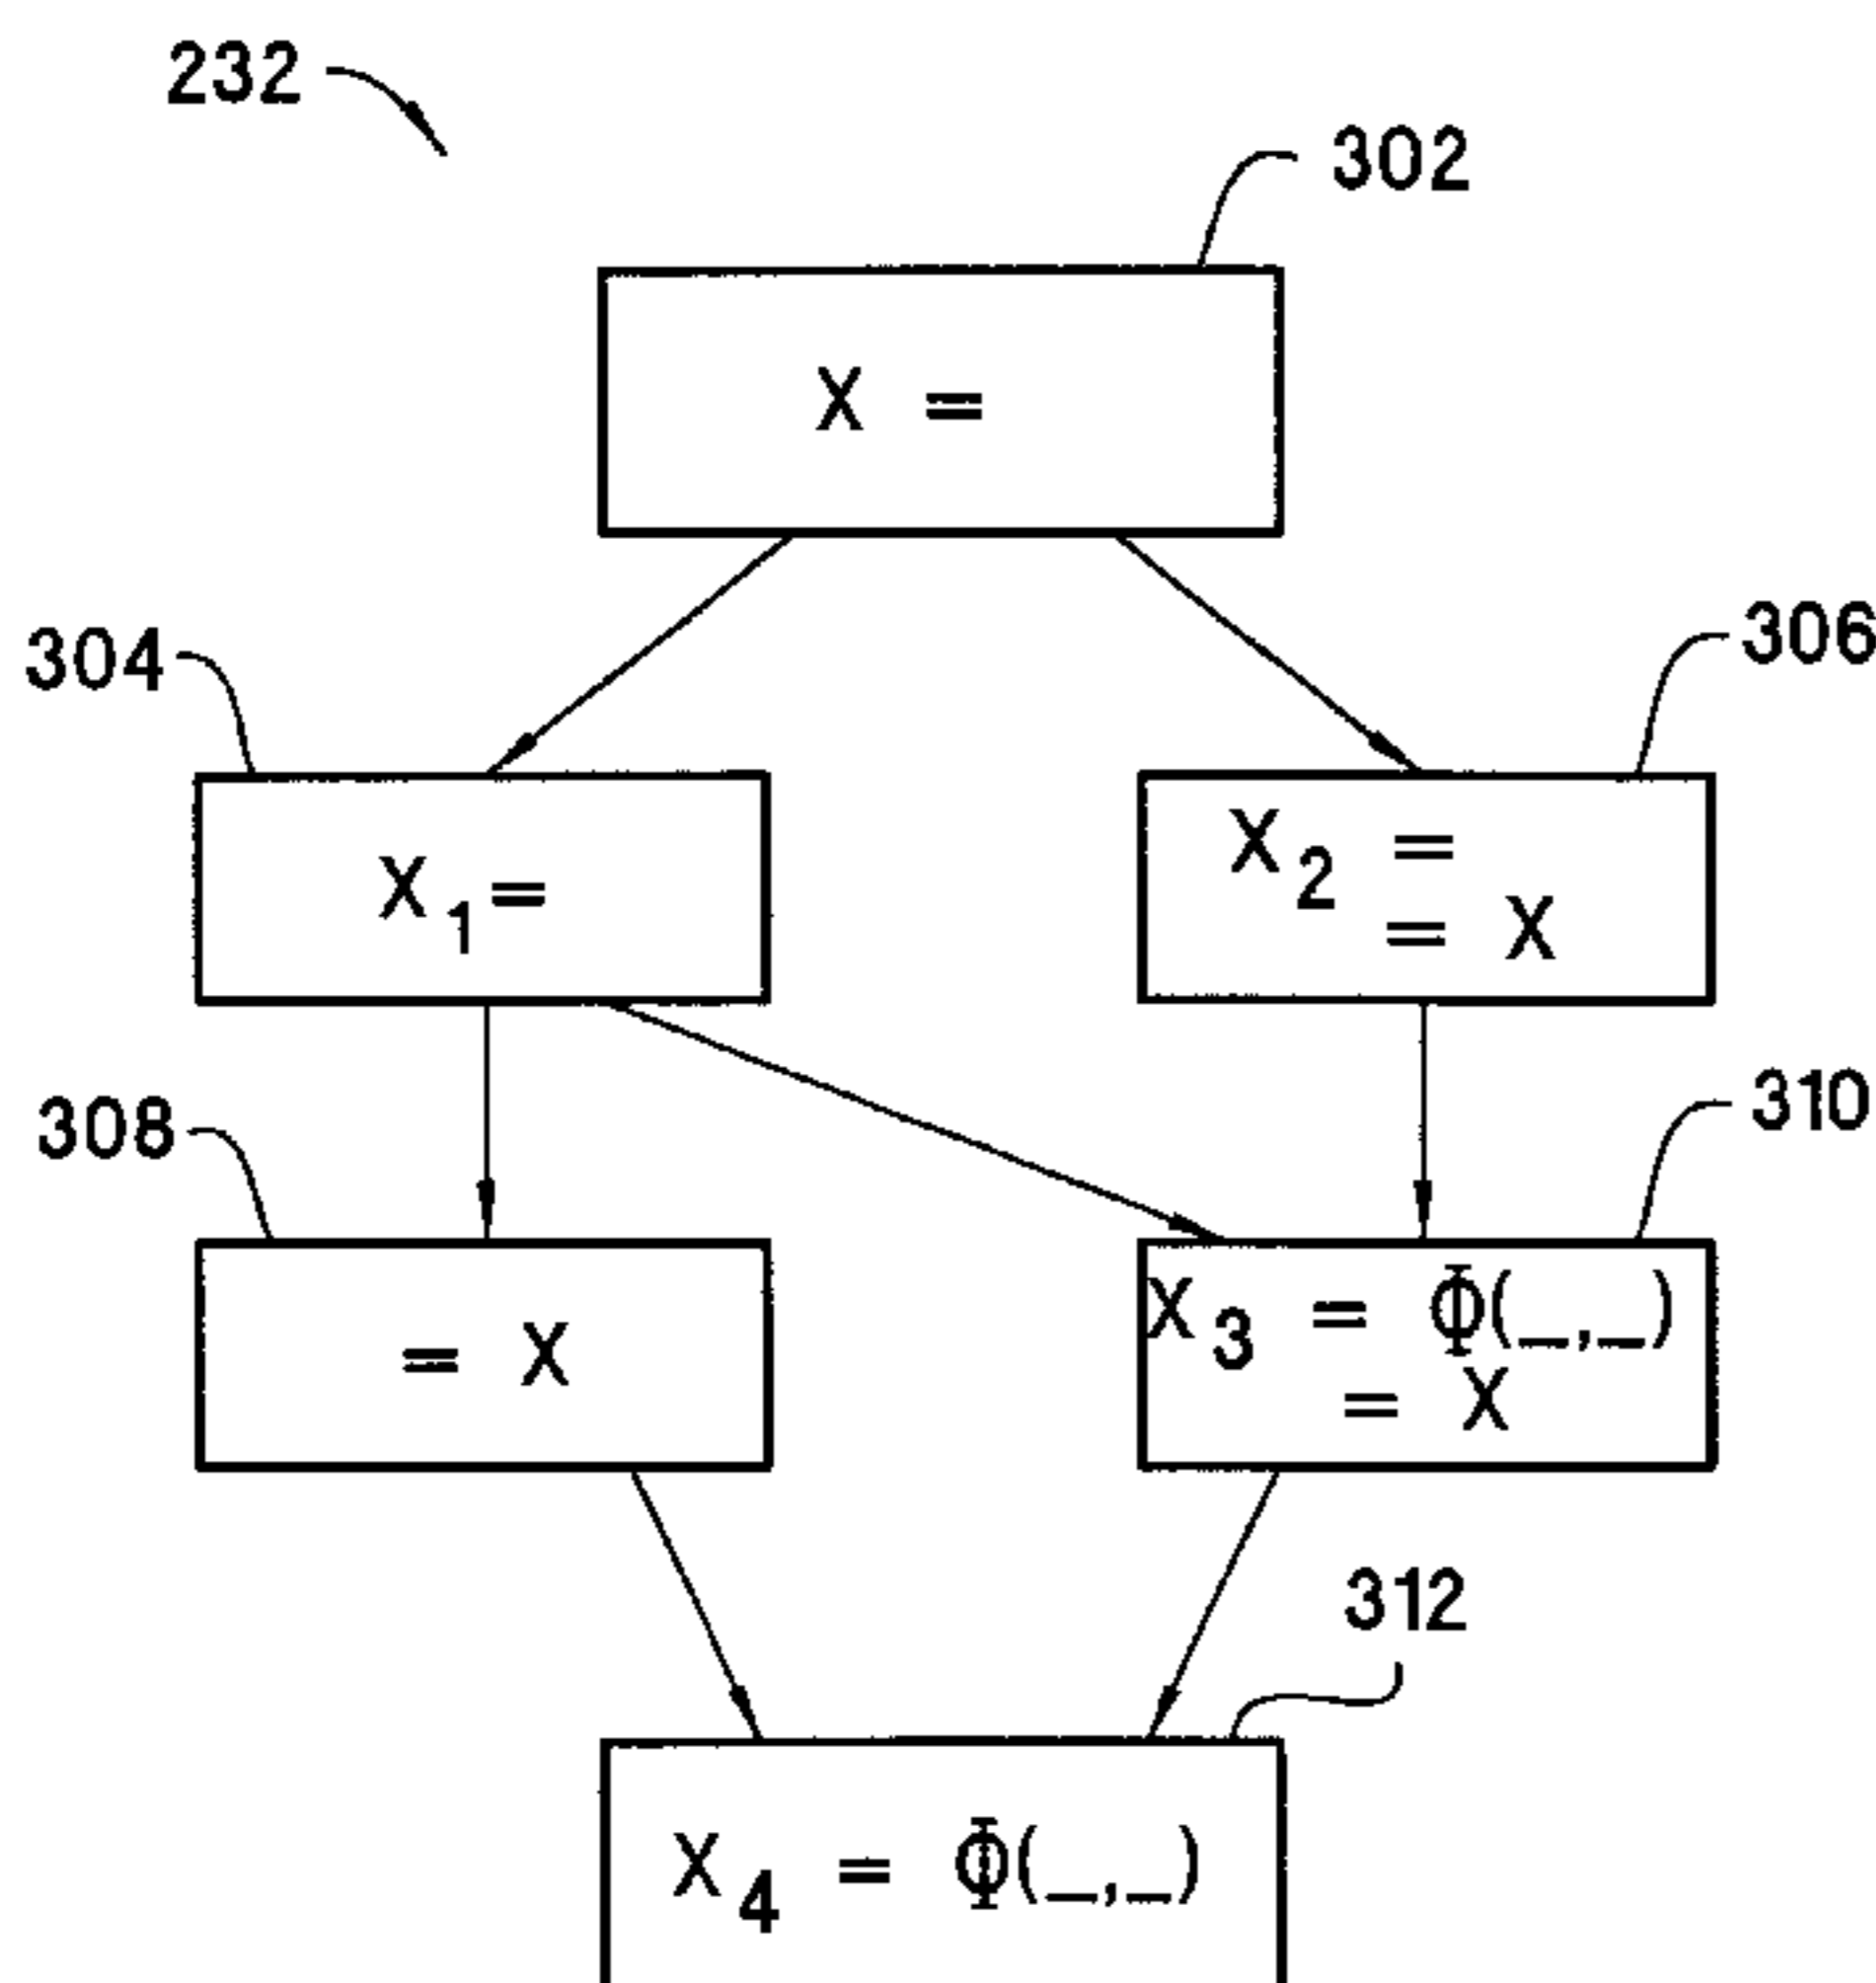 232
302
X =
304
306
X₁=
X₂ =
= X
308
310
= X
X₃ = Φ(_,_)
= X
312
X₄ = Φ(_,_)